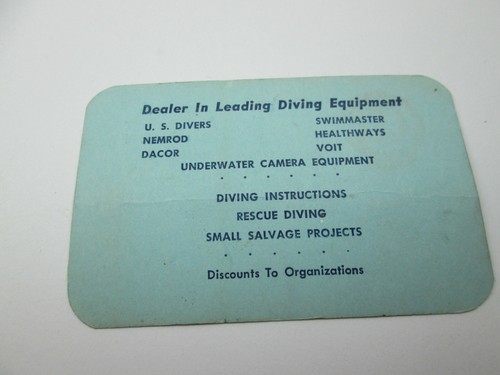 Dealer In Leading Diving Equipment
U. S. DIVERS SWIMMASTER
NEMROD HEALTHWAYS
DACOR VOIT
UNDERWATER CAMERA EQUIPMENT
. . . . . .
DIVING INSTRUCTIONS
RESCUE DIVING
SMALL SALVAGE PROJECTS
. . . . . .
Discounts To Organizations